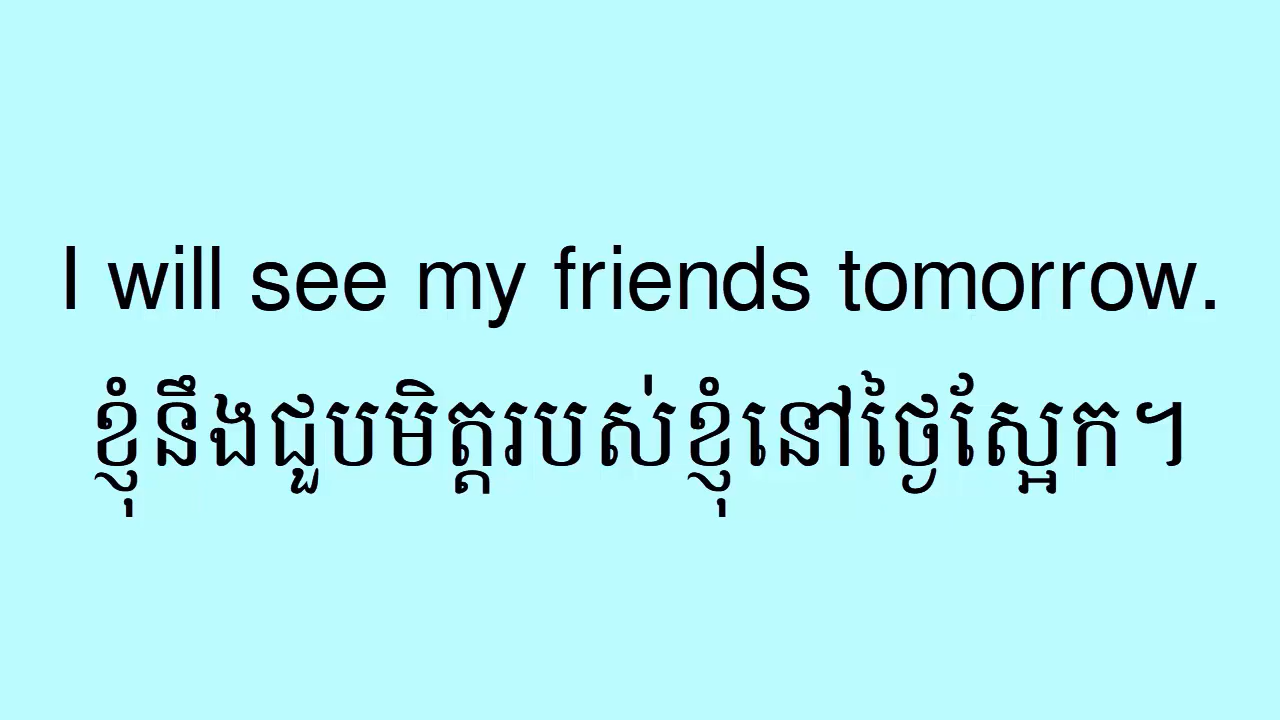 I will see my friends tomorrow.
ខ្ញុំនឹងជួបមិត្តរបស់ខ្ញុំនៅថ្ងៃស្អែក។